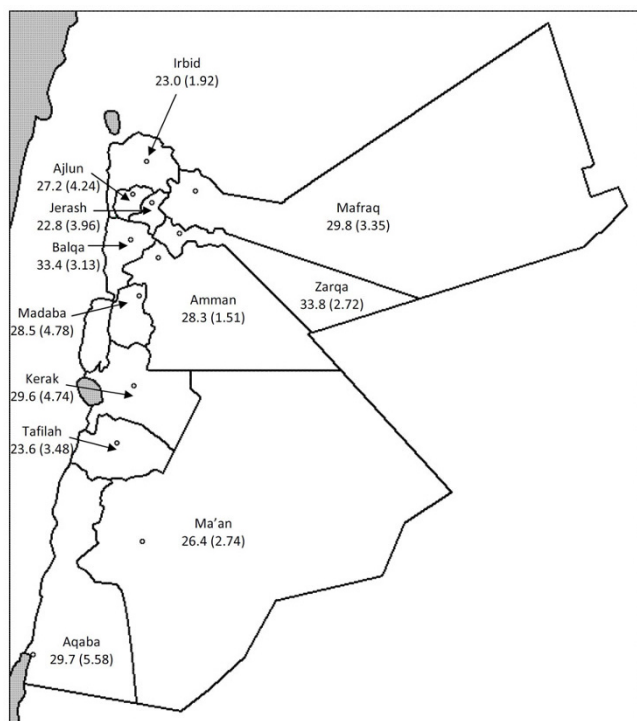 Irbid
23.0 (1.92)
Ajlun
27.2 (4.24)
Jerash
22.8 (3.96)
Balqa
33.4 (3.13)
Mafraq
29.8 (3.35)
Zarqa
33.8 (2.72)
Amman
28.3 (1.51)
Madaba
28.5 (4.78)
Kerak
29.6 (4.74)
Tafilah
23.6 (3.48)
Ma’an
26.4 (2.74)
Aqaba
29.7 (5.58)